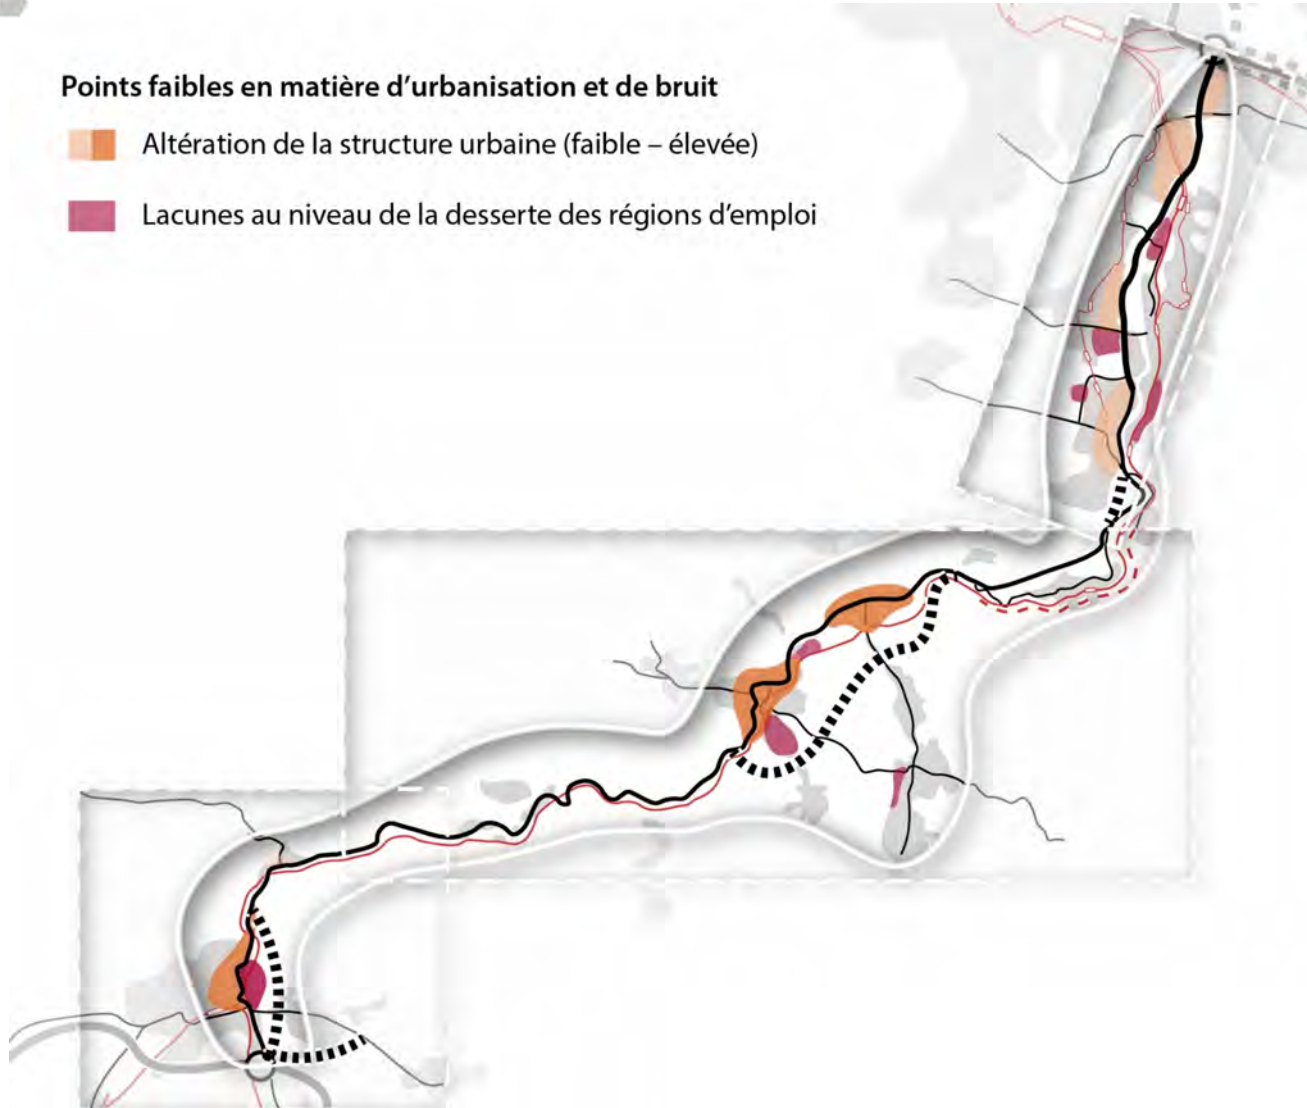 Points faibles en matière d’urbanisation et de bruit
Altération de la structure urbaine (faible – élevée)
Lacunes au niveau de la desserte des régions d’emploi